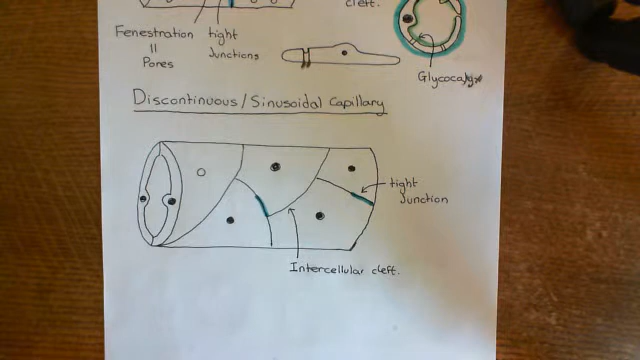 cleft.
Fenestration
=
Pores
tight
Junctions
Glycocalyx
Discontinuous/Sinusoidal Capillary
tight
Junction
Intercellular cleft.